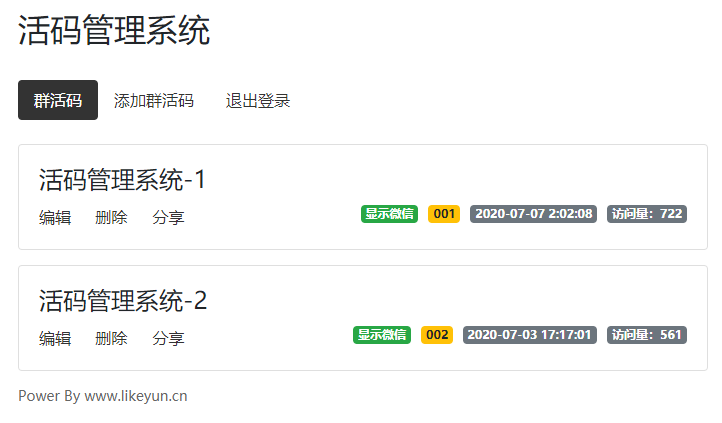 活码管理系统
群活码 添加群活码 退出登录
活码管理系统-1
编辑 删除 分享 显示微信 001 2020-07-07 2:02:08 访问量：722
活码管理系统-2
编辑 删除 分享 显示微信 002 2020-07-03 17:17:01 访问量：561
Power By www.likeyun.cn